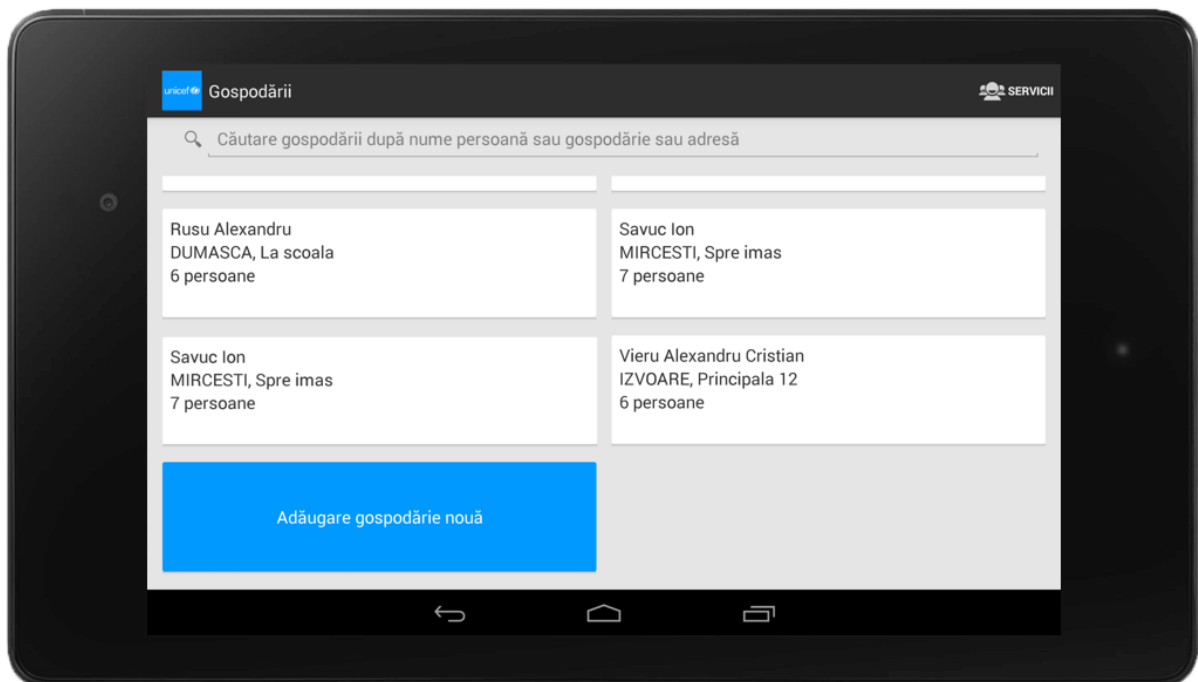 unicef
Gospodării
SERVICII
Căutare gospodării după nume persoană sau gospodărie sau adresă
Rusu Alexandru
DUMASCA, La scoala
6 persoane
Savuc Ion
MIRCESTI, Spre imas
7 persoane
Savuc Ion
MIRCESTI, Spre imas
7 persoane
Vieru Alexandru Cristian
IZVOARE, Principala 12
6 persoane
Adăugare gospodărie nouă